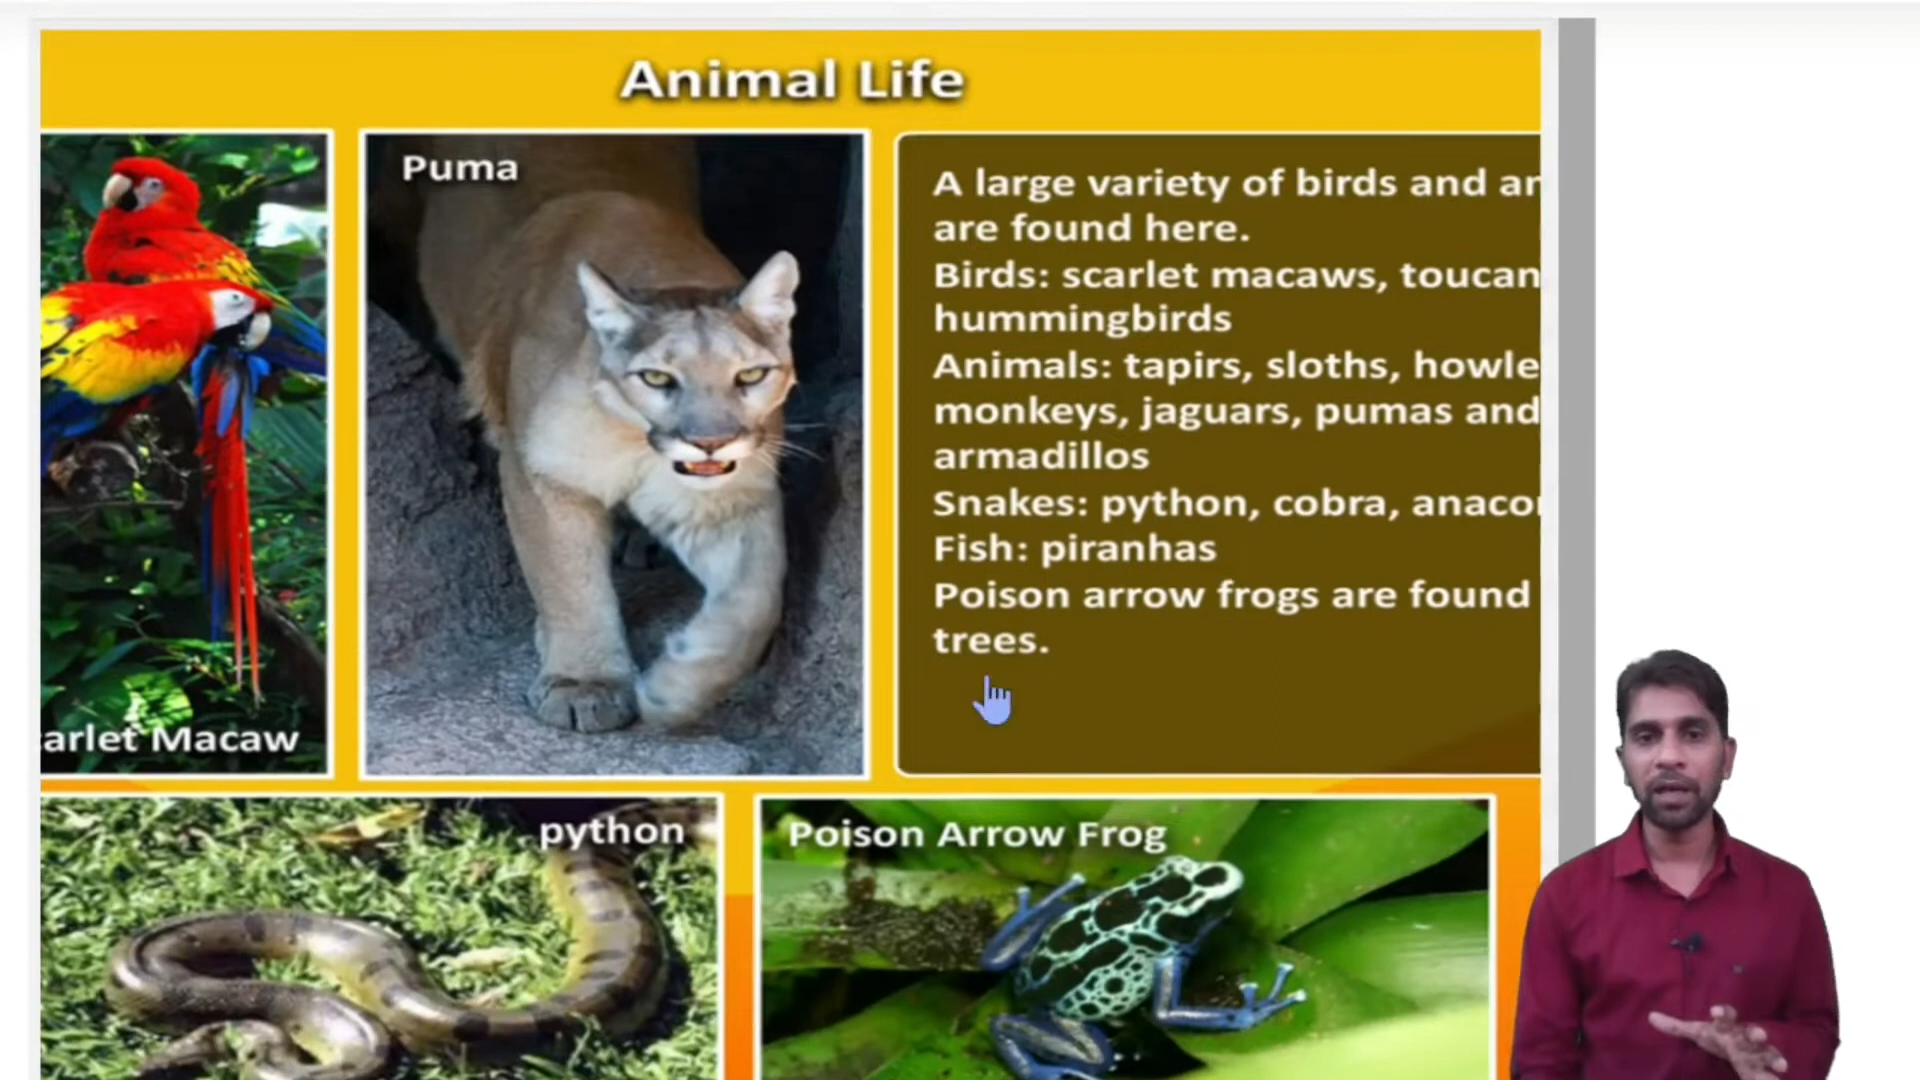 Animal Life
Puma
A large variety of birds and
are found here.
Birds: scarlet macaws, toucan
hummingbirds
Animals: tapirs, sloths, howle
monkeys, jaguars, pumas and
armadillos
Snakes: python, cobra, anaco
Fish: piranhas
Poison arrow frogs are found
trees.
arlet Macaw
python
Poison Arrow Frog